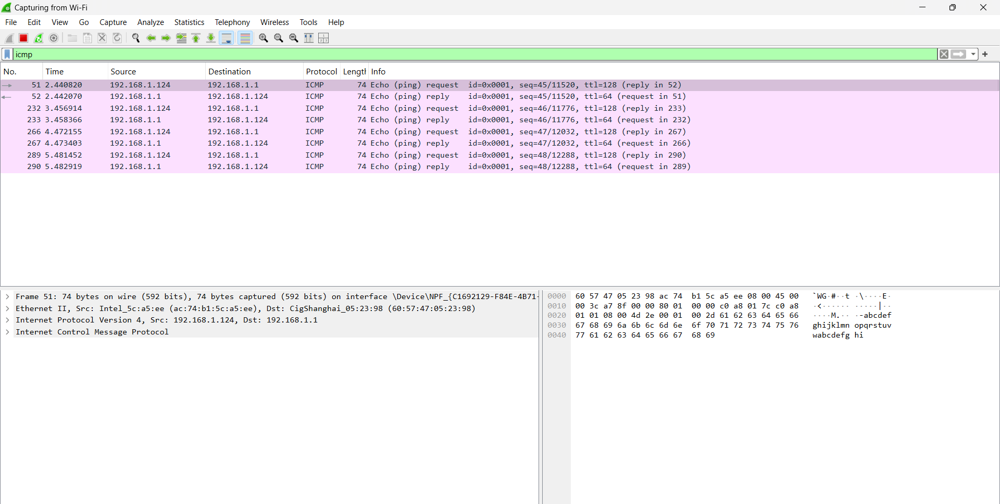 Capturing from Wi-Fi
File Edit View Go Capture Analyze Statistics Telephony Wireless Tools Help
icmp
No. Time Source Destination Protocol Lengtl Info
51 2.440820 192.168.1.124 192.168.1.1 ICMP 74 Echo (ping) request id=0x0001, seq=45/11520, ttl=128 (reply in 52)
52 2.442070 192.168.1.1 192.168.1.124 ICMP 74 Echo (ping) reply id=0x0001, seq=45/11520, ttl=64 (request in 51)
232 3.456914 192.168.1.124 192.168.1.1 ICMP 74 Echo (ping) request id=0x0001, seq=46/11776, ttl=128 (reply in 233)
233 3.458366 192.168.1.1 192.168.1.124 ICMP 74 Echo (ping) reply id=0x0001, seq=46/11776, ttl=64 (request in 232)
266 4.472155 192.168.1.124 192.168.1.1 ICMP 74 Echo (ping) request id=0x0001, seq=47/12032, ttl=128 (reply in 267)
267 4.473403 192.168.1.1 192.168.1.124 ICMP 74 Echo (ping) reply id=0x0001, seq=47/12032, ttl=64 (request in 266)
289 5.481452 192.168.1.124 192.168.1.1 ICMP 74 Echo (ping) request id=0x0001, seq=48/12288, ttl=128 (reply in 290)
290 5.482919 192.168.1.1 192.168.1.124 ICMP 74 Echo (ping) reply id=0x0001, seq=48/12288, ttl=64 (request in 289)
Frame 51: 74 bytes on wire (592 bits), 74 bytes captured (592 bits) on interface \Device\NPF_{C1692129-F84E-4B71-
Ethernet II, Src: Intel_5c:a5:ee (ac:74:b1:5c:a5:ee), Dst: CigShanghai_05:23:98 (60:57:47:05:23:98)
Internet Protocol Version 4, Src: 192.168.1.124, Dst: 192.168.1.1
Internet Control Message Protocol
0000 60 57 47 05 23 98 ac 74 b1 5c a5 ee 08 00 45 00 `WG·#··t ·\····E·
0010 00 3c a7 8f 00 00 80 01 00 00 c0 a8 01 7c c0 a8 ·<······ ·····|··
0020 01 01 08 00 4d 2e 00 01 00 2d 61 62 63 64 65 66 ····M.·· ·-abcdef
0030 67 68 69 6a 6b 6c 6d 6e 6f 70 71 72 73 74 75 76 ghijklmn opqrstuv
0040 77 61 62 63 64 65 66 67 68 69 wabcdefg hi